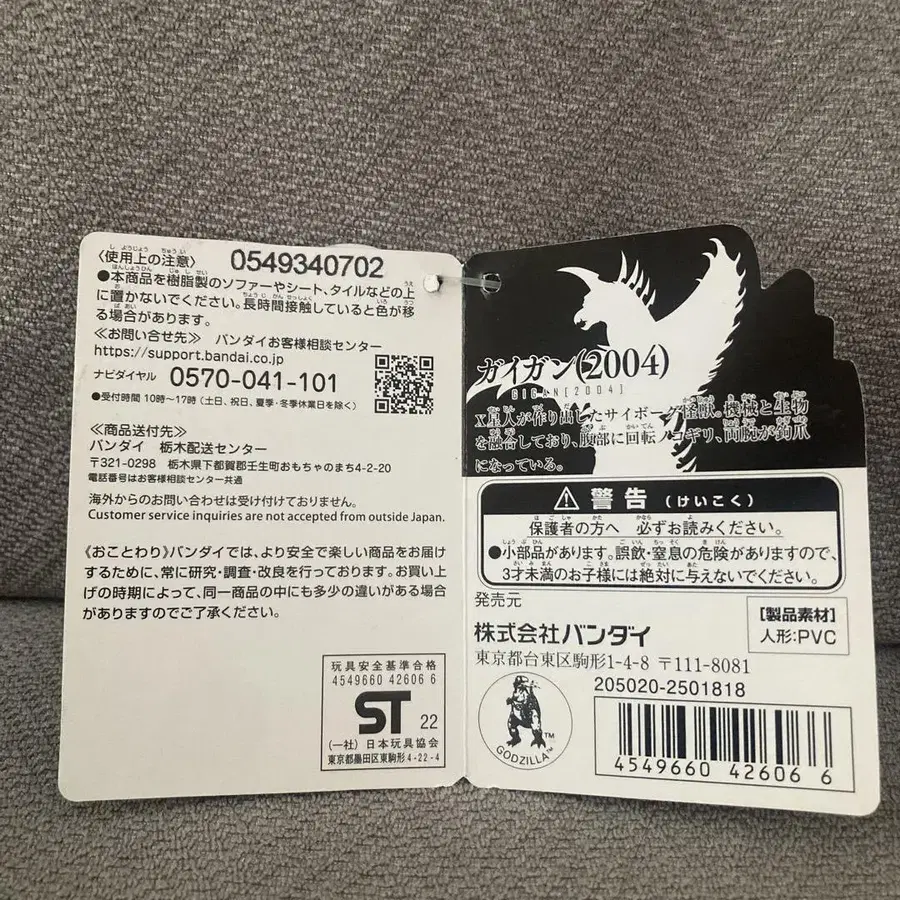 〈使用上の注意〉 0549340702
●本商品を樹脂製のソファーやシート、タイルなどの上
に置かないでください。長時間接触していると色が移
る場合があります。
≪お問い合せ先≫ バンダイお客様相談センター
https://support.bandai.co.jp
ナビダイヤル 0570-041-101
●受付時間 10時～17時（土日、祝日、夏季・冬季休業日を除く）
≪商品送付先≫
バンダイ 栃木配送センター
〒321-0298 栃木県下都賀郡壬生町おもちゃのまち4-2-20
電話番号はお客様相談センター共通
海外からのお問い合わせは受け付けておりません。
Customer service inquiries are not accepted from outside Japan.
《おことわり》バンダイでは、より安全で楽しい商品をお届け
するために、常に研究・調査・改良を行っております。お買い上
げの時期によって、同一商品の中にも多少の違いがある場合
がありますのでご了承ください。
玩具安全基準合格
4549660 42606 6
ST 22
(一社) 日本玩具協会
東京都墨田区東駒形4-22-4
ガイガン(2004)
GIGAN[2004]
X星人が作り出したサイボーグ怪獣。機械と生物
を融合しており、腹部に回転ノコギリ、両腕が鉤爪
になっている。
⚠ 警告 (けいこく)
保護者の方へ 必ずお読みください。
●小部品があります。誤飲・窒息の危険がありますので、
3才未満のお子様には絶対に与えないでください。
発売元
株式会社バンダイ
東京都台東区駒形1-4-8 〒111-8081
【製品素材】
人形:PVC
205020-2501818
GODZILLA™
TM
4549660 42606 6